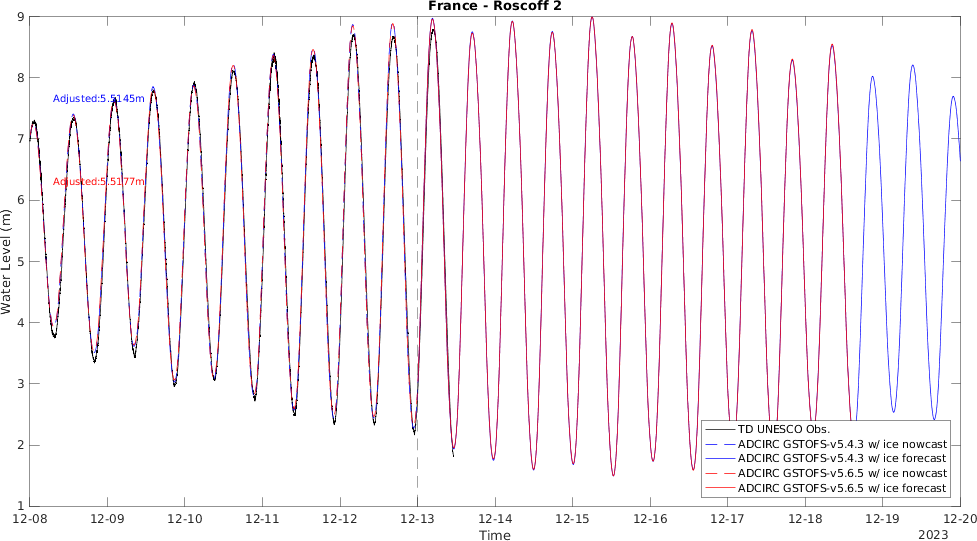 France - Roscoff 2
9
8
7
6
5
4
3
2
1
Water Level (m)
Adjusted:5.5145m
Adjusted:5.5177m
TD UNESCO Obs.
ADCIRC GSTOFS-v5.4.3 w/ ice nowcast
ADCIRC GSTOFS-v5.4.3 w/ ice forecast
ADCIRC GSTOFS-v5.6.5 w/ ice nowcast
ADCIRC GSTOFS-v5.6.5 w/ ice forecast
12-08 12-09 12-10 12-11 12-12 12-13 12-14 12-15 12-16 12-17 12-18 12-19 12-20
Time
2023